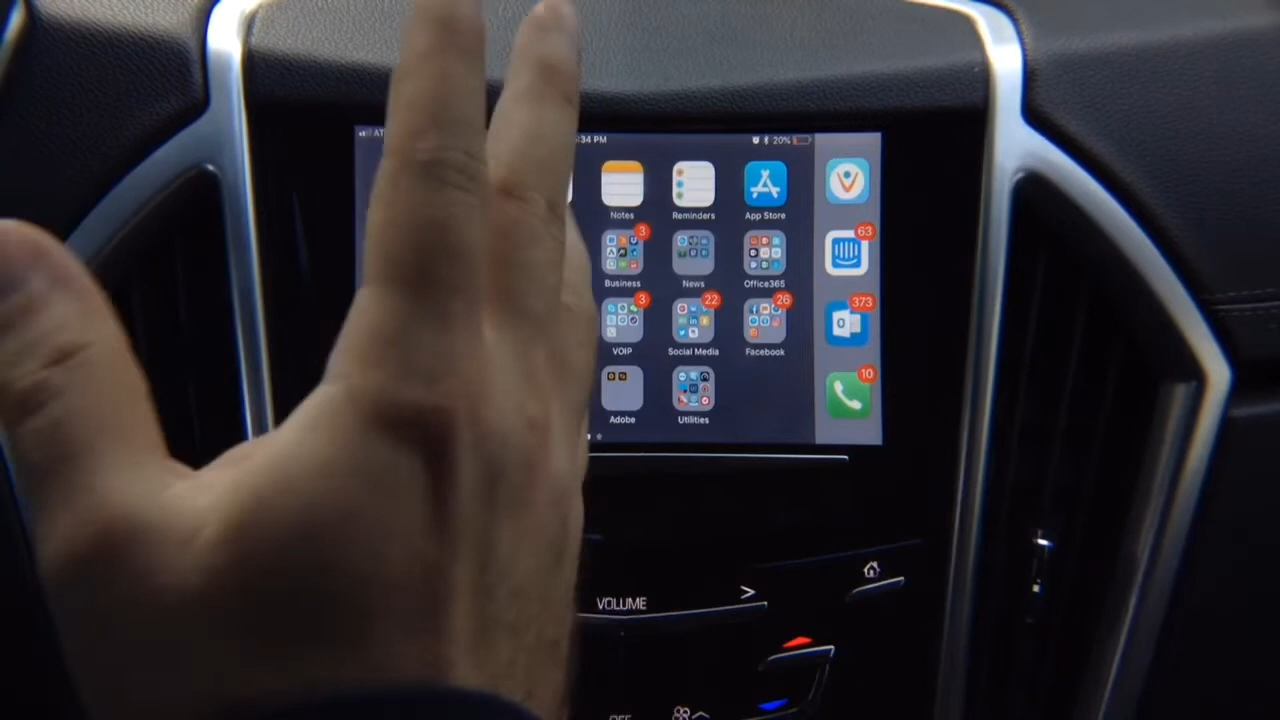 :34 PM
20%
Notes
Reminders
App Store
3
63
Business
News
Office365
3
22
26
373
VOIP
Social Media
Facebook
10
Adobe
Utilities
VOLUME >